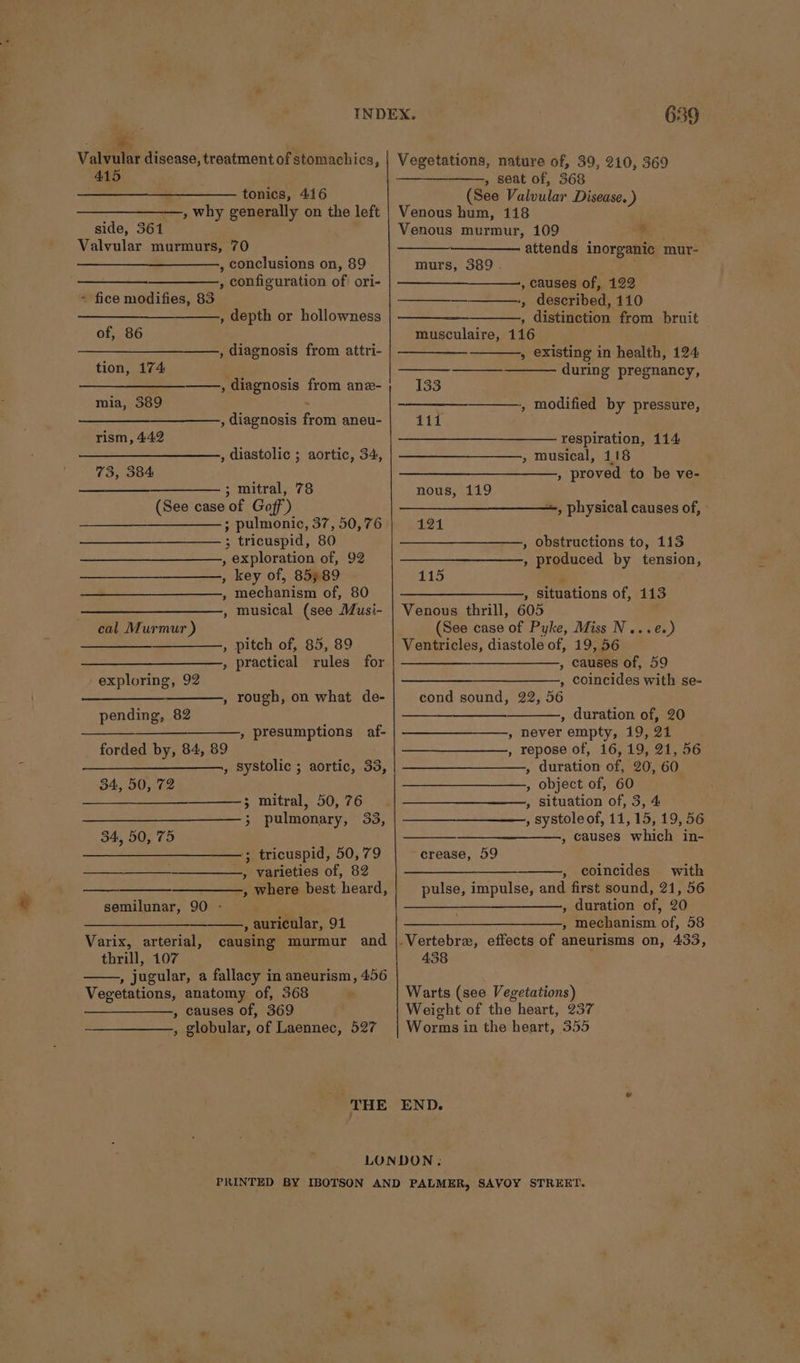 INDEX. 639
Valvular disease, treatment of stomachics,
415
———— tonics, 416
————, why generally on the left
side, 361
Valvular murmurs, 70
————, conclusions on, 89
————, configuration of ori-
fice modifies, 83
————, depth or hollowness
of, 86
————, diagnosis from attri-
tion, 174
————, diagnosis from anæ-
mia, 389
————, diagnosis from aneu-
rism, 442
————, diastolic ; aortic, 34,
73, 384
———— ; mitral, 78
(See case of Goff)
———— ; pulmonic, 37, 50, 76
———— ; tricuspid, 80
————, exploration of, 92
————, key of, 85, 89
————, mechanism of, 80
————, musical (see Musi-
cal Murmur)
————, pitch of, 85, 89
————, practical rules for
exploring, 92
————, rough, on what de-
pending, 82
————, presumptions af-
forded by, 84, 89
————, systolic ; aortic, 33,
34, 50, 72
———— ; mitral, 50, 76
———— ; pulmonary, 33,
34, 50, 75
———— ; tricuspid, 50, 79
————, varieties of, 82
————, where best heard,
semilunar, 90
————, auricular, 91
Varix, arterial, causing murmur and
thrill, 107
——, jugular, a fallacy in aneurism, 456
Vegetations, anatomy of, 368
————, causes of, 369
————, globular, of Laennec, 527
Vegetations, nature of, 39, 210, 369
————, seat of, 368
(See Valvular Disease.)
Venous hum, 118
Venous murmur, 109
———— attends inorganic mur-
murs, 389
————, causes of, 122
————, described, 110
————, distinction from bruit
musculaire, 116
————, existing in health, 124
———— during pregnancy,
133
————, modified by pressure,
111
———— respiration, 114
————, musical, 118
————, proved to be ve-
nous, 119
————, physical causes of,
121
————, obstructions to, 113
————, produced by tension,
115
————, situations of, 113
Venous thrill, 605
(See case of Pyke, Miss N...e.)
Ventricles, diastole of, 19, 56
————, causes of, 59
————, coincides with se-
cond sound, 22, 56
————, duration of, 20
————, never empty, 19, 21
————, repose of, 16, 19, 21, 56
————, duration of, 20, 60
————, object of, 60
————, situation of, 3, 4
————, systole of, 11, 15, 19, 56
————, causes which in-
crease, 59
————, coincides with
pulse, impulse, and first sound, 21, 56
————, duration of, 20
————, mechanism of, 58
Vertebræ, effects of aneurisms on, 433,
438
Warts (see Vegetations)
Weight of the heart, 237
Worms in the heart, 355
THE END.
LONDON:
PRINTED BY IBOTSON AND PALMER, SAVOY STREET.